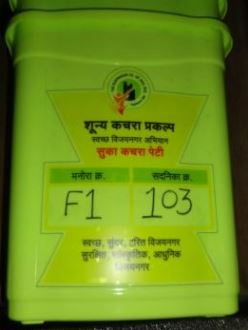 शून्य कचरा प्रकल्प
स्वच्छ विजयनगर अभियान
सुका कचरा पेटी
मनोरा क्र. सदनिका क्र.
F1 103
स्वच्छ, सुंदर, हरित विजयनगर
सुरक्षित, सांस्कृतिक, आधुनिक
विजयनगर